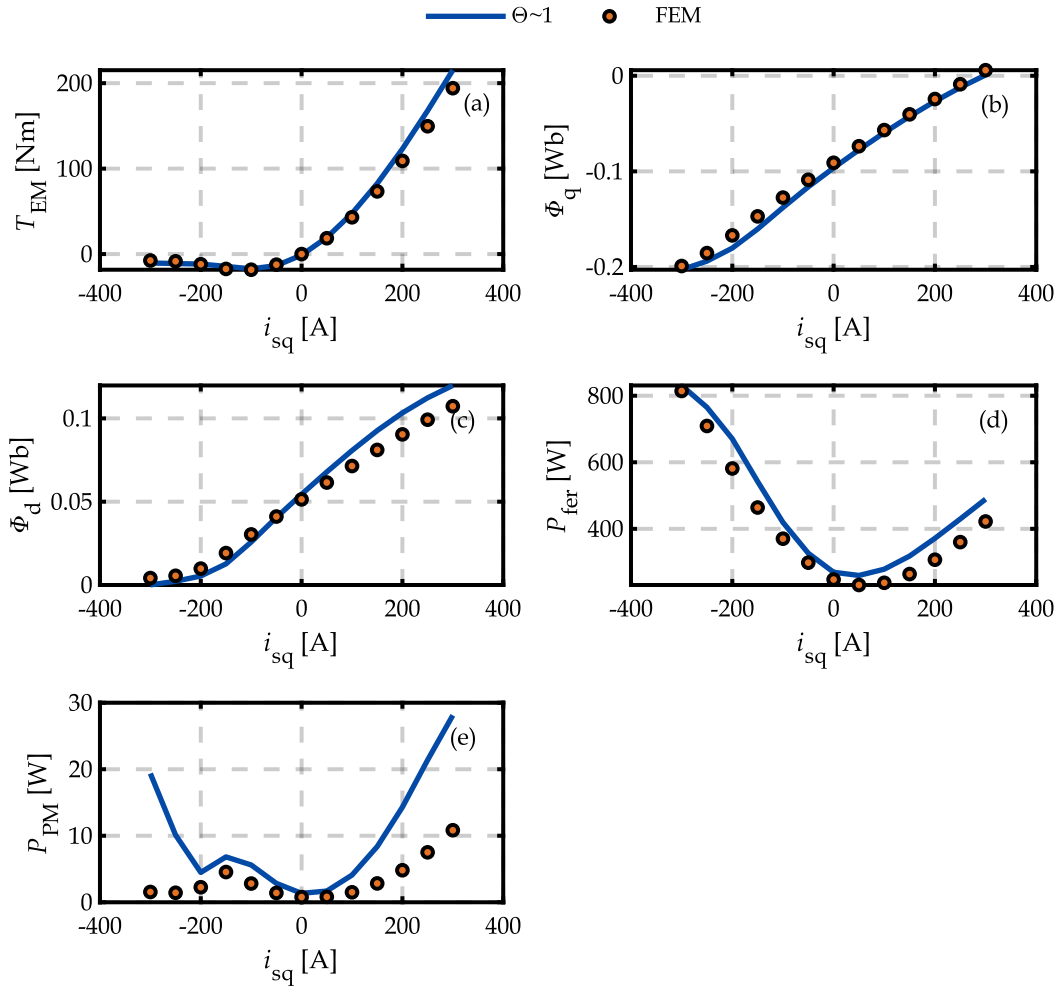 Θ~1 FEM
200
100
0
T_EM [Nm]
(a)
-400 -200 0 200 400
i_sq [A]
0
-0.1
-0.2
Φ_q [Wb]
(b)
-400 -200 0 200 400
i_sq [A]
0.1
0.05
0
Φ_d [Wb]
(c)
-400 -200 0 200 400
i_sq [A]
800
600
400
P_fer [W]
(d)
-400 -200 0 200 400
i_sq [A]
30
20
10
0
P_PM [W]
(e)
-400 -200 0 200 400
i_sq [A]